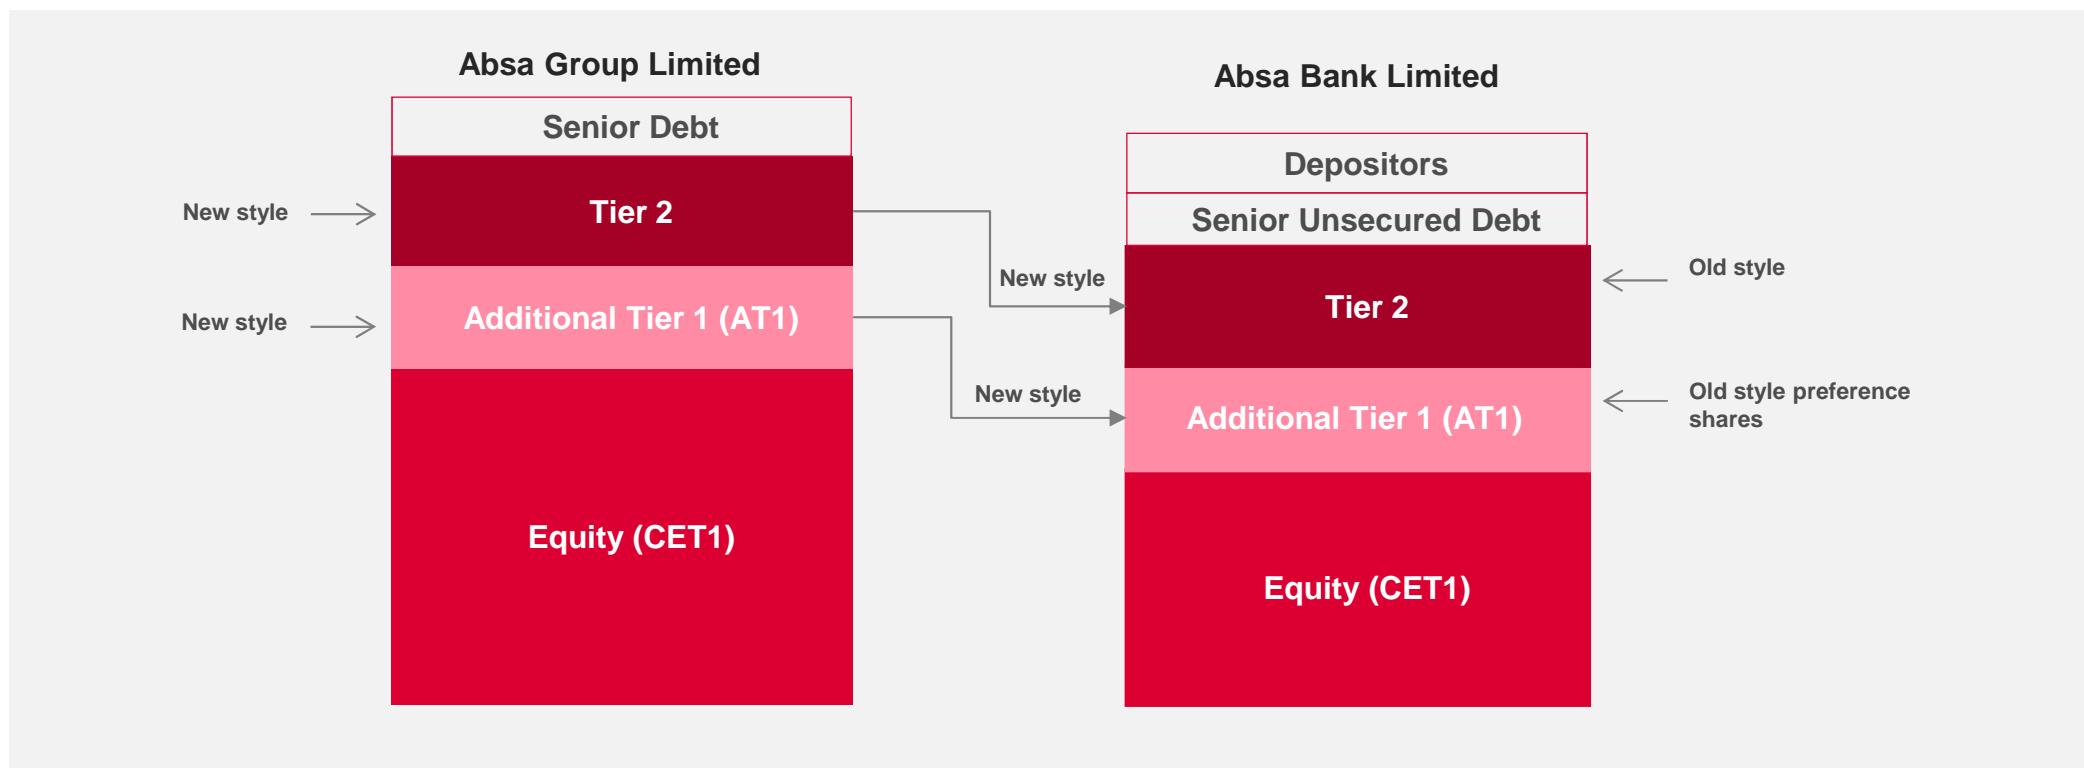 Absa Group Limited
Senior Debt
New style
Tier 2
New style
Additional Tier 1 (AT1)
Equity (CET1)
New style
New style
Absa Bank Limited
Depositors
Senior Unsecured Debt
Tier 2
Old style
Additional Tier 1 (AT1)
Old style preference
shares
Equity (CET1)